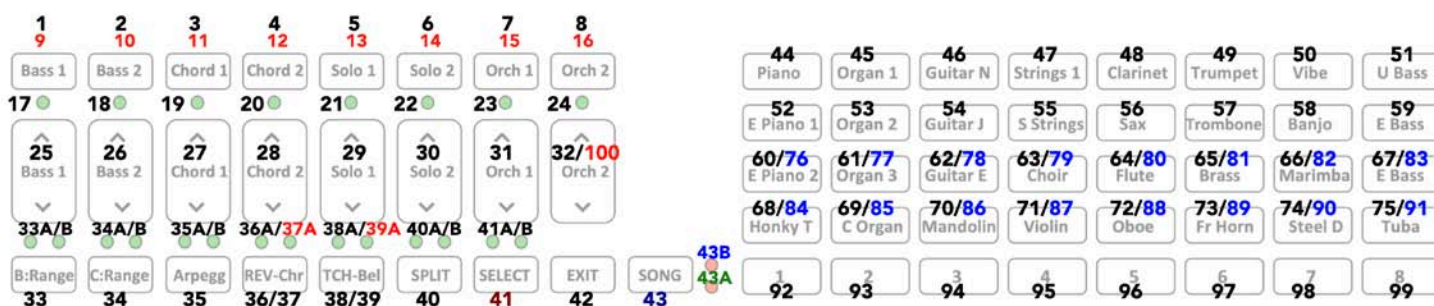 1 2 3 4 5 6 7 8
9 10 11 12 13 14 15 16
Bass 1 Bass 2 Chord 1 Chord 2 Solo 1 Solo 2 Orch 1 Orch 2
17 18 19 20 21 22 23 24
25 26 27 28 29 30 31 32/100
Bass 1 Bass 2 Chord 1 Chord 2 Solo 1 Solo 2 Orch 1 Orch 2
33A/B 34A/B 35A/B 36A/37A 38A/39A 40A/B 41A/B
B:Range C:Range Arpegg REV-Chr TCH-Bel SPLIT SELECT EXIT SONG
33 34 35 36/37 38/39 40 41 42 43
43B
43A
44 45 46 47 48 49 50 51
Piano Organ 1 Guitar N Strings 1 Clarinet Trumpet Vibe U Bass
52 53 54 55 56 57 58 59
E Piano 1 Organ 2 Guitar J S Strings Sax Trombone Banjo E Bass
60/76 61/77 62/78 63/79 64/80 65/81 66/82 67/83
E Piano 2 Organ 3 Guitar E Choir Flute Brass Marimba E Bass
68/84 69/85 70/86 71/87 72/88 73/89 74/90 75/91
Honky T C Organ Mandolin Violin Oboe Fr Horn Steel D Tuba
1 2 3 4 5 6 7 8
92 93 94 95 96 97 98 99